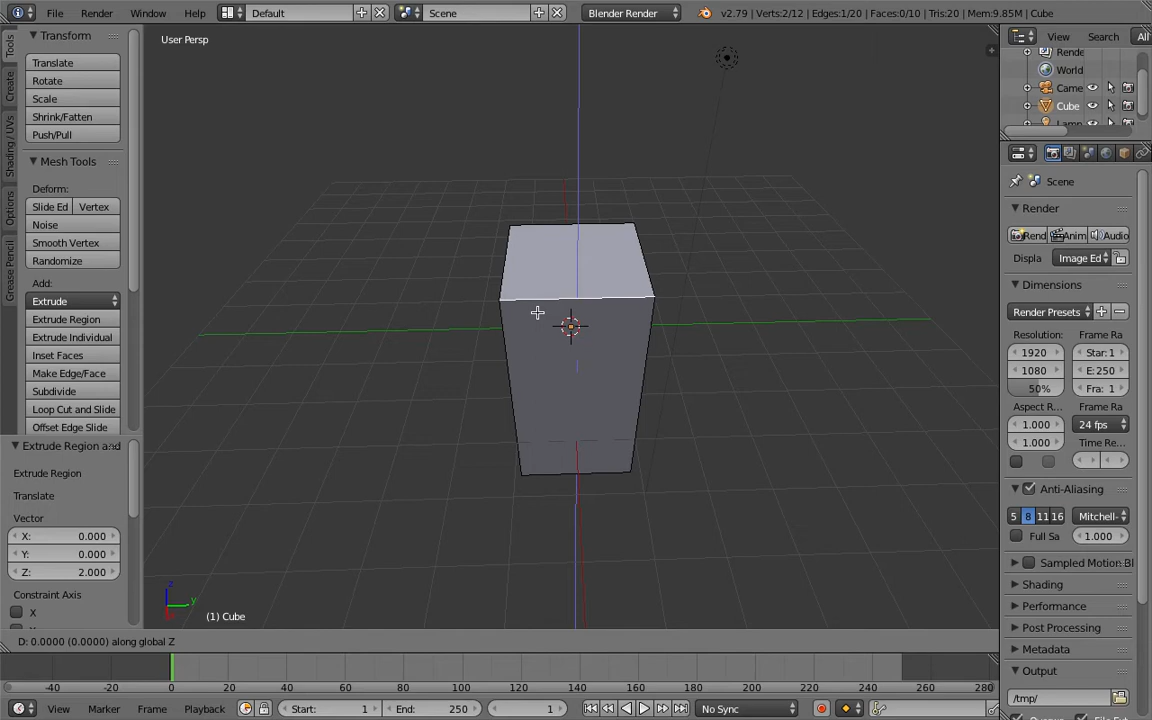 File Render Window Help Default Scene Blender Render v2.79 | Verts:2/12 | Edges:1/20 | Faces:0/10 | Tris:20 | Mem:9.85M | Cube
Tools
Create
Shading / UVs
Options
Grease Pencil
Transform
Translate
Rotate
Scale
Shrink/Fatten
Push/Pull
Mesh Tools
Deform:
Slide Ed Vertex
Noise
Smooth Vertex
Randomize
Add:
Extrude
Extrude Region
Extrude Individual
Inset Faces
Make Edge/Face
Subdivide
Loop Cut and Slide
Offset Edge Slide
Extrude Region and
Extrude Region
Translate
Vector
X: 0.000
Y: 0.000
Z: 2.000
Constraint Axis
X
User Persp
z
y
(1) Cube
D: 0.0000 (0.0000) along global Z
-40 -20 0 20 40 60 80 100 120 140 160 180 200 220 240 260 280
View Marker Frame Playback Start: 1 End: 250 1 No Sync
View Search All
Rende
World
Came
Cube
Lamp
Scene
Render
Rend Anim Audio
Displa Image Ed
Dimensions
Render Presets
Resolution: Frame Ra
1920 Star: 1
1080 E: 250
50% Fra: 1
Aspect R... Frame Ra
1.000 24 fps
1.000 Time Re...
Anti-Aliasing
5 8 11 16 Mitchell-
Full Sa 1.000
Sampled Motion Bl
Shading
Performance
Post Processing
Metadata
Output
/tmp/